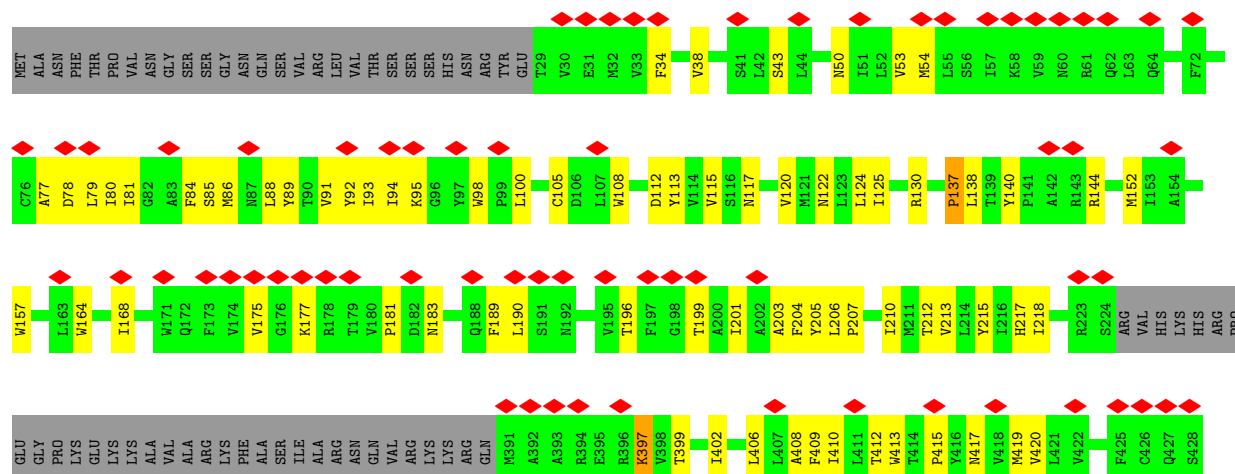 MET ALA ASN PHE THR PRO VAL ASN GLY SER SER GLY ASN GLN SER VAL ARG LEU VAL THR SER SER SER HIS ASN ARG TYR GLU T29 V30 E31 M32 V33 F34 V38 S41 L42 S43 L44 N50 I51 L52 V53 M54 L55 S56 I57 K58 V59 N60 R61 Q62 L63 Q64 F72
C76 A77 D78 L79 I80 I81 G82 A83 F84 S85 M86 N87 L88 Y89 T90 V91 Y92 I93 I94 K95 G96 Y97 W98 P99 L100 C105 D106 L107 W108 D112 Y113 V114 V115 S116 N117 V120 M121 N122 L123 L124 I125 R130 P137 L138 T139 Y140 P141 A142 R143 R144 M152 I153 A154
W157 L163 W164 I168 W171 Q172 F173 V174 V175 G176 K177 R178 T179 V180 P181 D182 N183 Q188 F189 L190 S191 N192 V195 T196 F197 G198 T199 A200 I201 A202 A203 F204 Y205 L206 P207 I210 M211 T212 V213 L214 Y215 I216 H217 I218 R223 S224 ARG VAL HIS LYS HIS ARG PRO
GLU GLY PRO LYS GLU LYS LYS ALA VAL ALA ARG LYS PHE ALA SER ILE ALA ARG ASN GLN VAL ARG LYS LYS ARG GLN M391 A392 A393 R394 E395 R396 K397 V398 T399 I402 L406 L407 A408 F409 I410 L411 T412 W413 T414 P415 Y416 N417 V418 M419 V420 L421 V422 F425 C426 Q427 S428